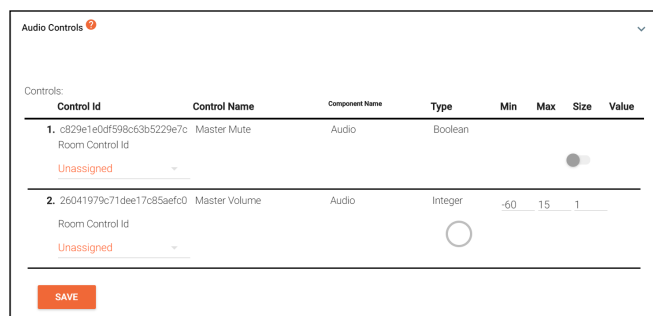 Audio Controls ?
Controls:
Control Id Control Name Component Name Type Min Max Size Value
1. c829e1e0df598c63b5229e7c Master Mute Audio Boolean
Room Control Id
Unassigned
2. 26041979c71dee17c85aefc0 Master Volume Audio Integer -60 15 1
Room Control Id
Unassigned
SAVE